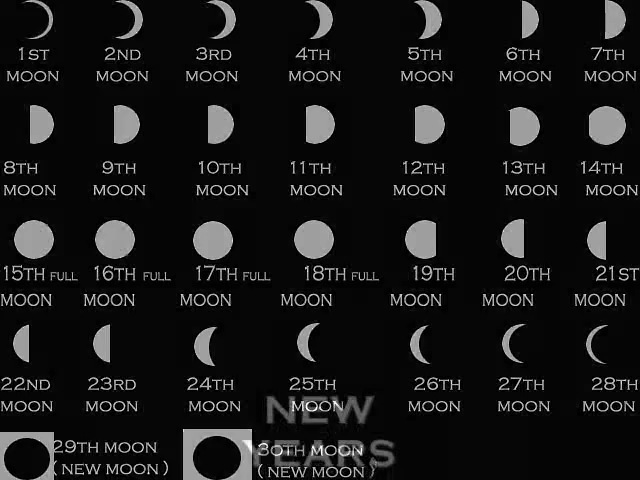 1ST 2ND 3RD 4TH 5TH 6TH 7TH
MOON MOON MOON MOON MOON MOON MOON
8TH 9TH 10TH 11TH 12TH 13TH 14TH
MOON MOON MOON MOON MOON MOON MOON
15TH FULL 16TH FULL 17TH FULL 18TH FULL 19TH 20TH 21ST
MOON MOON MOON MOON MOON MOON MOON
22ND 23RD 24TH 25TH 26TH 27TH 28TH
MOON MOON MOON MOON MOON MOON MOON
NEW
YEARS
29TH MOON 30TH MOON
( NEW MOON ) ( NEW MOON )